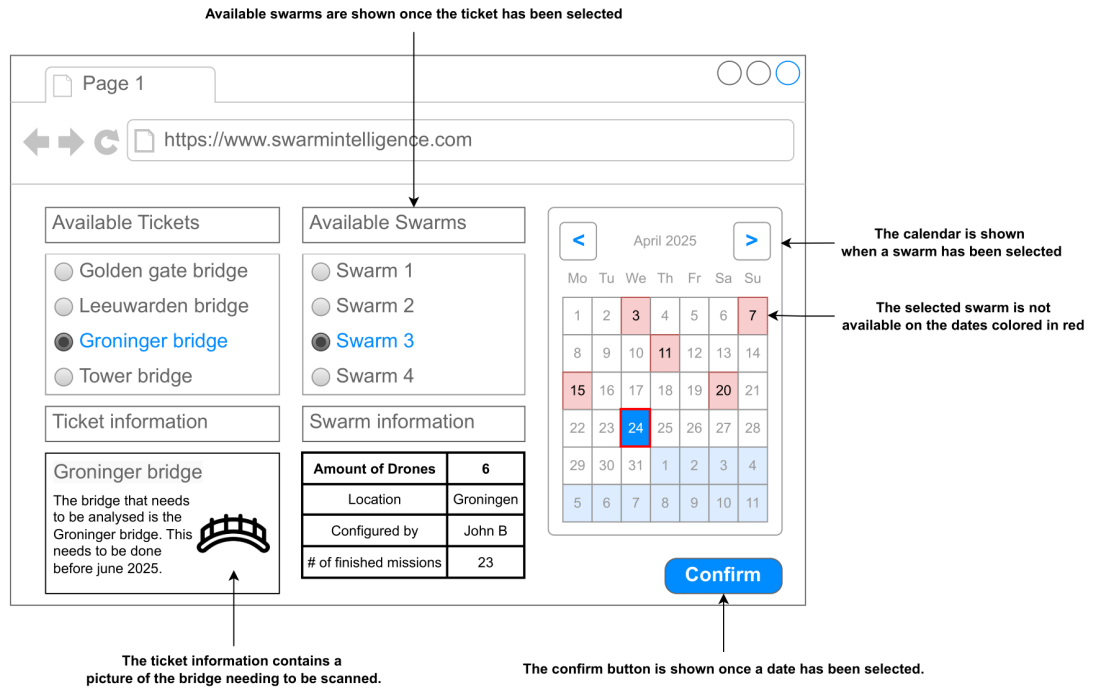 Available swarms are shown once the ticket has been selected
Page 1
https://www.swarmintelligence.com
Available Tickets
Golden gate bridge
Leeuwarden bridge
Groninger bridge
Tower bridge
Ticket information
Groninger bridge
The bridge that needs
to be analysed is the
Groninger bridge. This
needs to be done
before june 2025.
Available Swarms
Swarm 1
Swarm 2
Swarm 3
Swarm 4
Swarm information
Amount of Drones 6
Location Groningen
Configured by John B
# of finished missions 23
< April 2025 >
Mo Tu We Th Fr Sa Su
1 2 3 4 5 6 7
8 9 10 11 12 13 14
15 16 17 18 19 20 21
22 23 24 25 26 27 28
29 30 31 1 2 3 4
5 6 7 8 9 10 11
Confirm
The calendar is shown
when a swarm has been selected
The selected swarm is not
available on the dates colored in red
The ticket information contains a
picture of the bridge needing to be scanned.
The confirm button is shown once a date has been selected.